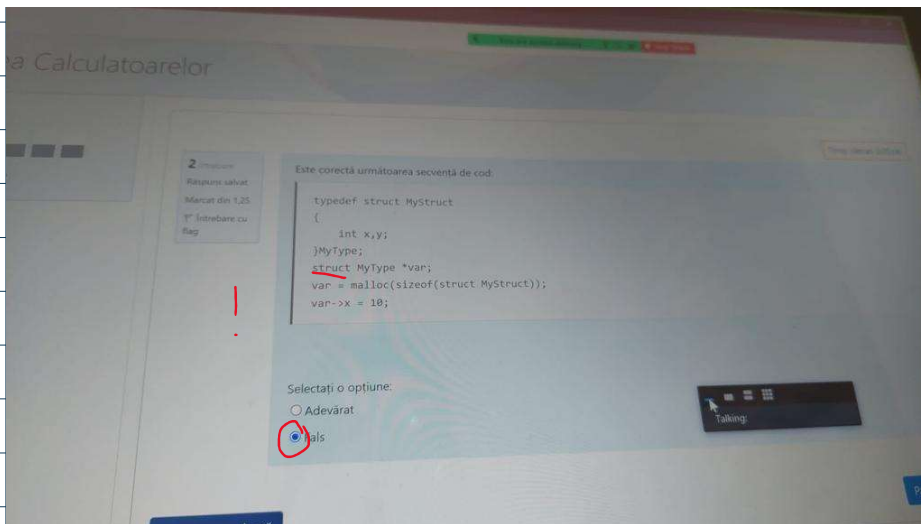 ea Calculatoarelor
2
Răspuns salvat
Marcat din 1,25
Întrebare cu
flag
Este corectă următoarea secvență de cod:
typedef struct MyStruct
{
int x,y;
}MyType;
struct MyType *var;
var = malloc(sizeof(struct MyStruct));
var->x = 10;
!
Selectați o opțiune:
Adevărat
Fals
Talking: